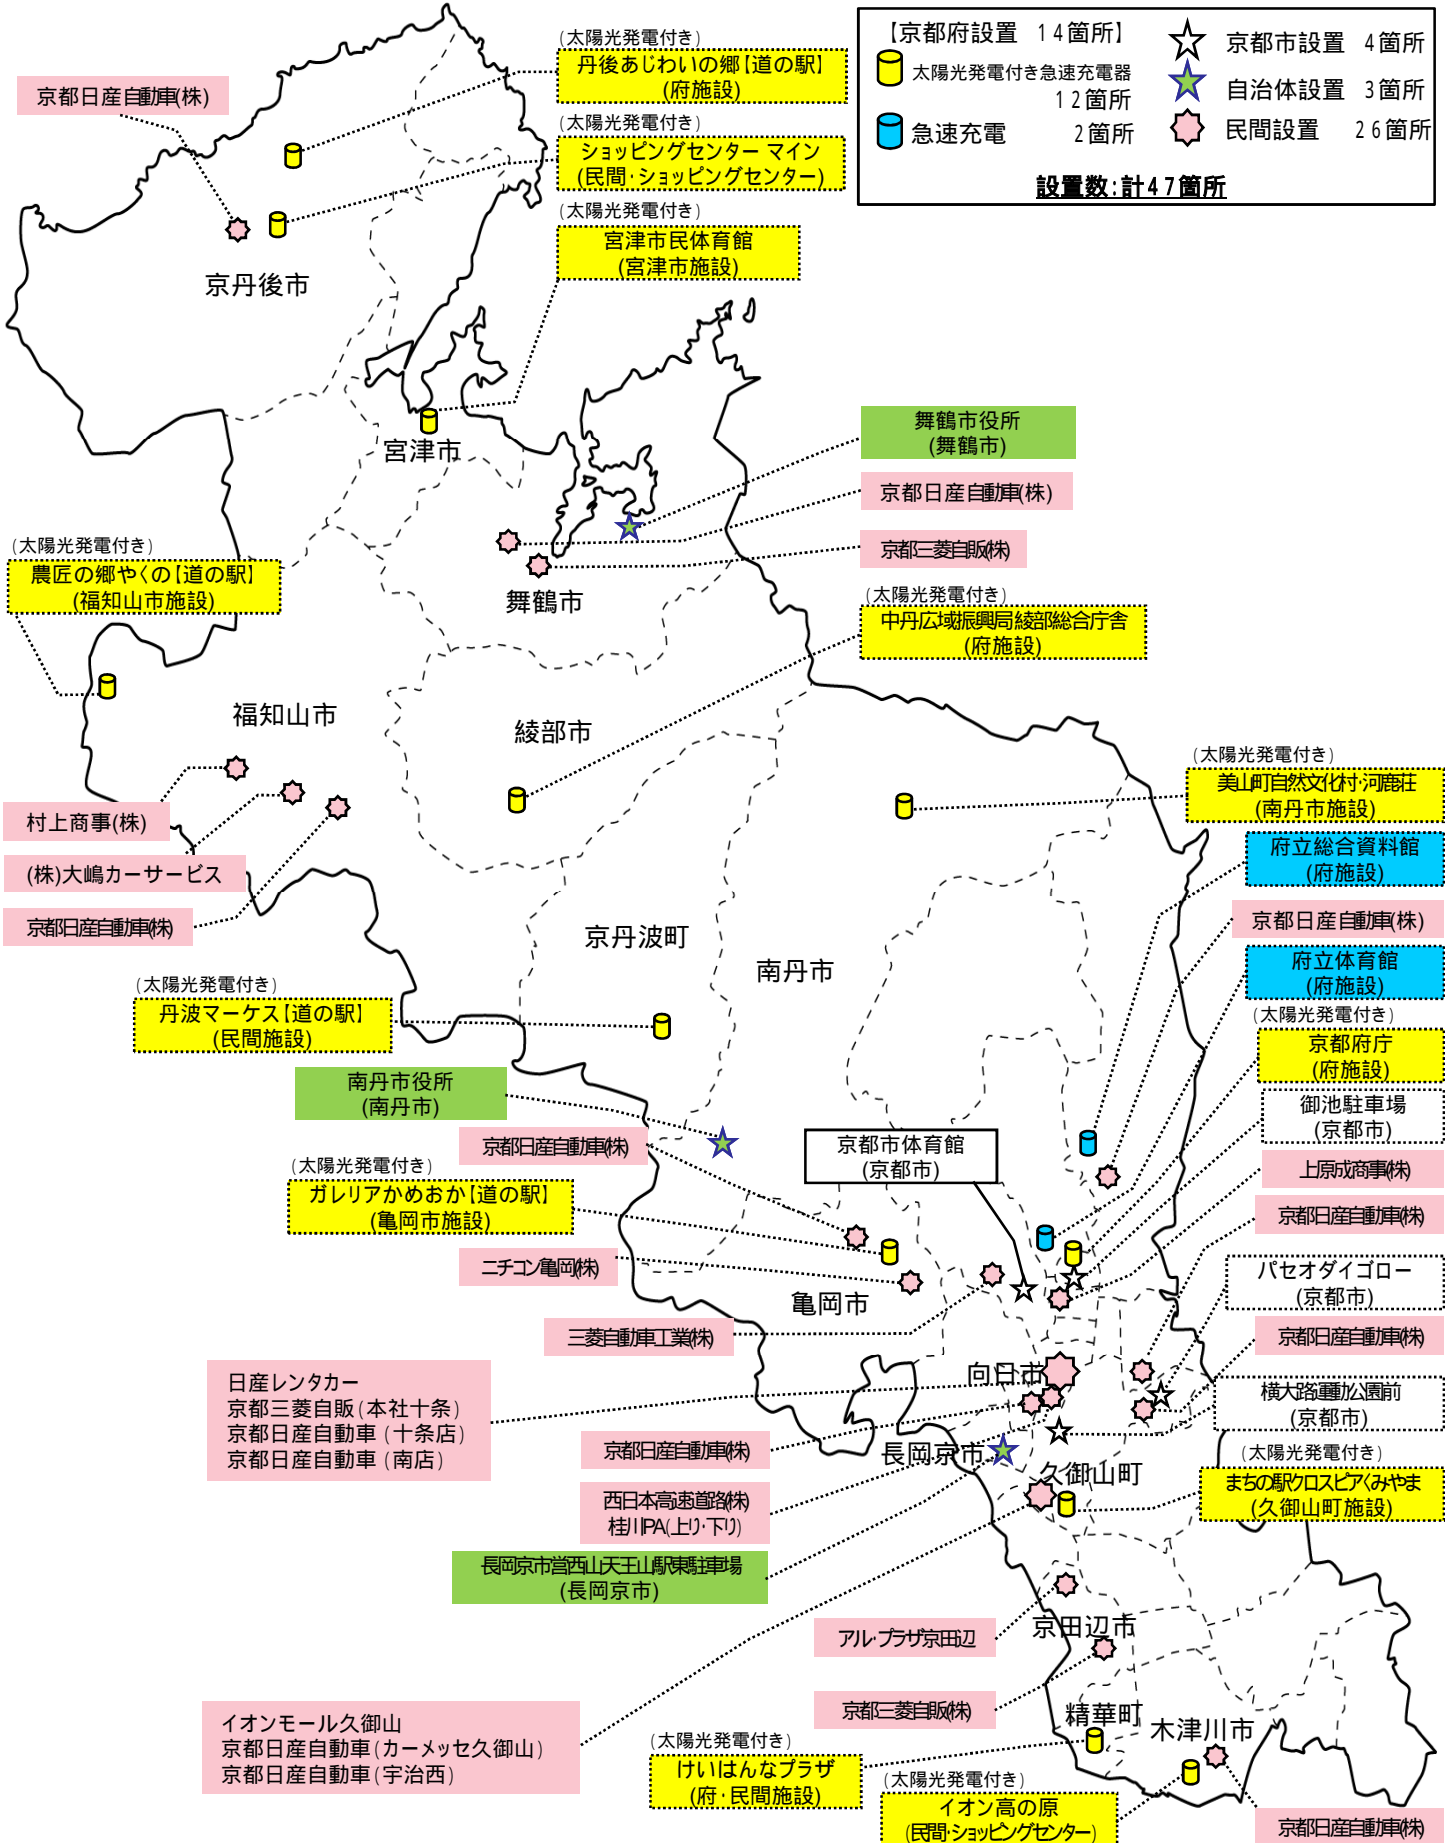 【京都府設置 14箇所】
太陽光発電付き急速充電器
12箇所
急速充電 2箇所
京都市設置 4箇所
自治体設置 3箇所
民間設置 26箇所
設置数:計47箇所
(太陽光発電付き)
丹後あじわいの郷【道の駅】
(府施設)
京都日産自動車(株)
(太陽光発電付き)
ショッピングセンター マイン
(民間・ショッピングセンター)
(太陽光発電付き)
宮津市民体育館
(宮津市施設)
京丹後市
宮津市
舞鶴市役所
(舞鶴市)
京都日産自動車(株)
京都三菱自販(株)
(太陽光発電付き)
農匠の郷やくの【道の駅】
(福知山市施設)
舞鶴市
(太陽光発電付き)
中丹広域振興局綾部総合庁舎
(府施設)
福知山市
綾部市
(太陽光発電付き)
美山町自然文化村・河鹿荘
(南丹市施設)
村上商事(株)
(株)大嶋カーサービス
京都日産自動車(株)
府立総合資料館
(府施設)
京都日産自動車(株)
京丹波町
南丹市
府立体育館
(府施設)
(太陽光発電付き)
丹波マーケス【道の駅】
(民間施設)
(太陽光発電付き)
京都府庁
(府施設)
南丹市役所
(南丹市)
御池駐車場
(京都市)
京都日産自動車(株)
京都市体育館
(京都市)
上原成商事(株)
(太陽光発電付き)
ガレリアかめおか【道の駅】
(亀岡市施設)
京都日産自動車(株)
ニチコン亀岡(株)
亀岡市
パセオダイゴロー
(京都市)
三菱自動車工業(株)
京都日産自動車(株)
日産レンタカー
京都三菱自販(本社十条)
京都日産自動車(十条店)
京都日産自動車(南店)
向日市
横大路運動公園前
(京都市)
京都日産自動車(株)
長岡京市
久御山町
(太陽光発電付き)
まちの駅クロスピアくみやま
(久御山町施設)
西日本高速道路(株)
桂川PA(上り・下り)
長岡京市営西山天王山駅東駐車場
(長岡京市)
アル・プラザ京田辺
京田辺市
京都三菱自販(株)
精華町
木津川市
イオンモール久御山
京都日産自動車(カーメッセ久御山)
京都日産自動車(宇治西)
(太陽光発電付き)
けいはんなプラザ
(府・民間施設)
(太陽光発電付き)
イオン高の原
(民間・ショッピングセンター)
京都日産自動車(株)